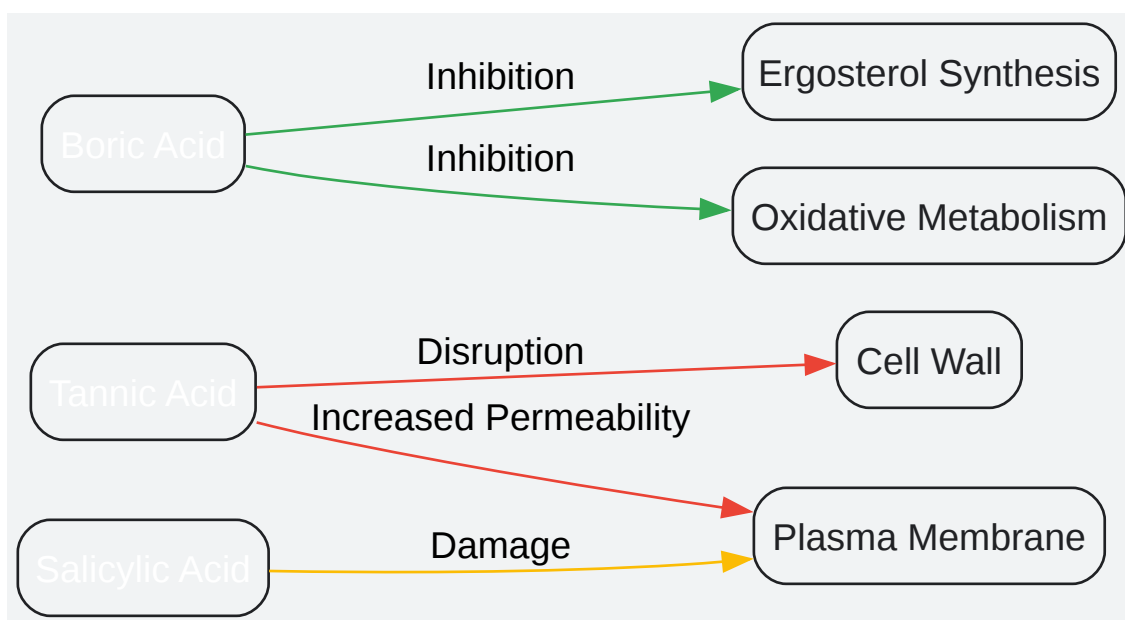 Boric Acid
Inhibition
Ergosterol Synthesis
Inhibition
Oxidative Metabolism
Tannic Acid
Disruption
Cell Wall
Increased Permeability
Plasma Membrane
Salicylic Acid
Damage